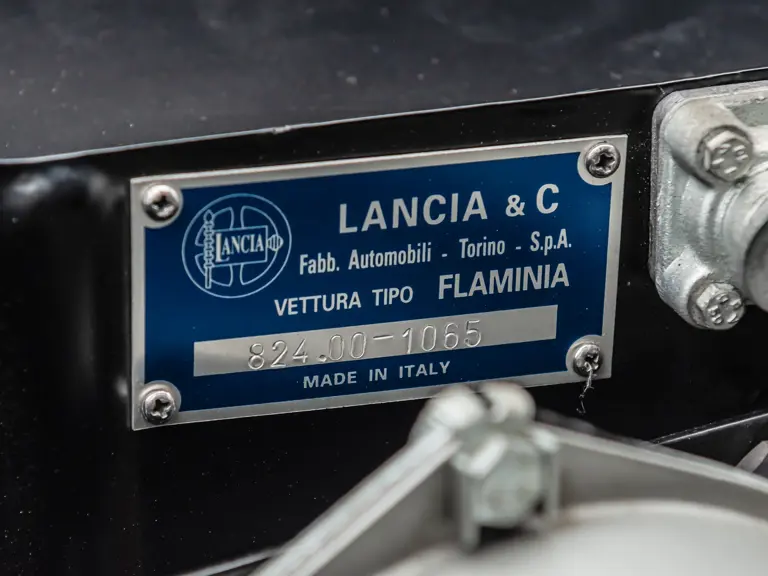 LANCIA
LANCIA & C
Fabb. Automobili - Torino - S.p.A.
VETTURA TIPO FLAMINIA
824.00-1065
MADE IN ITALY